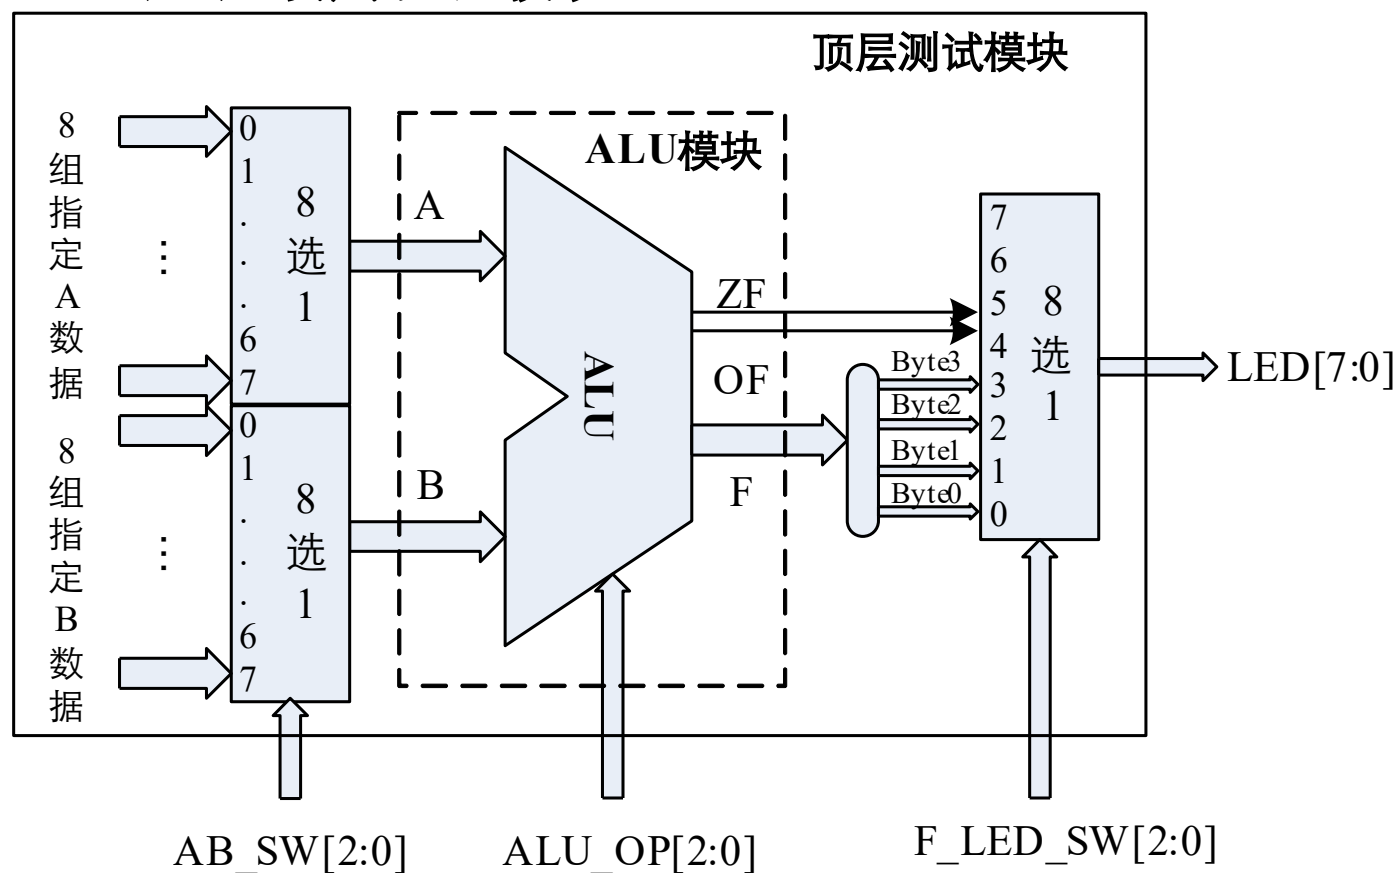 顶层测试模块
ALU模块
8组指定A数据
⋮
0
1
.
.
.
6
7
8选1
8组指定B数据
⋮
0
1
.
.
.
6
7
8选1
A
B
ALU
ZF
OF
F
Byte3
Byte2
Byte1
Byte0
7
6
5
4
3
2
1
0
8选1
LED[7:0]
AB_SW[2:0]
ALU_OP[2:0]
F_LED_SW[2:0]